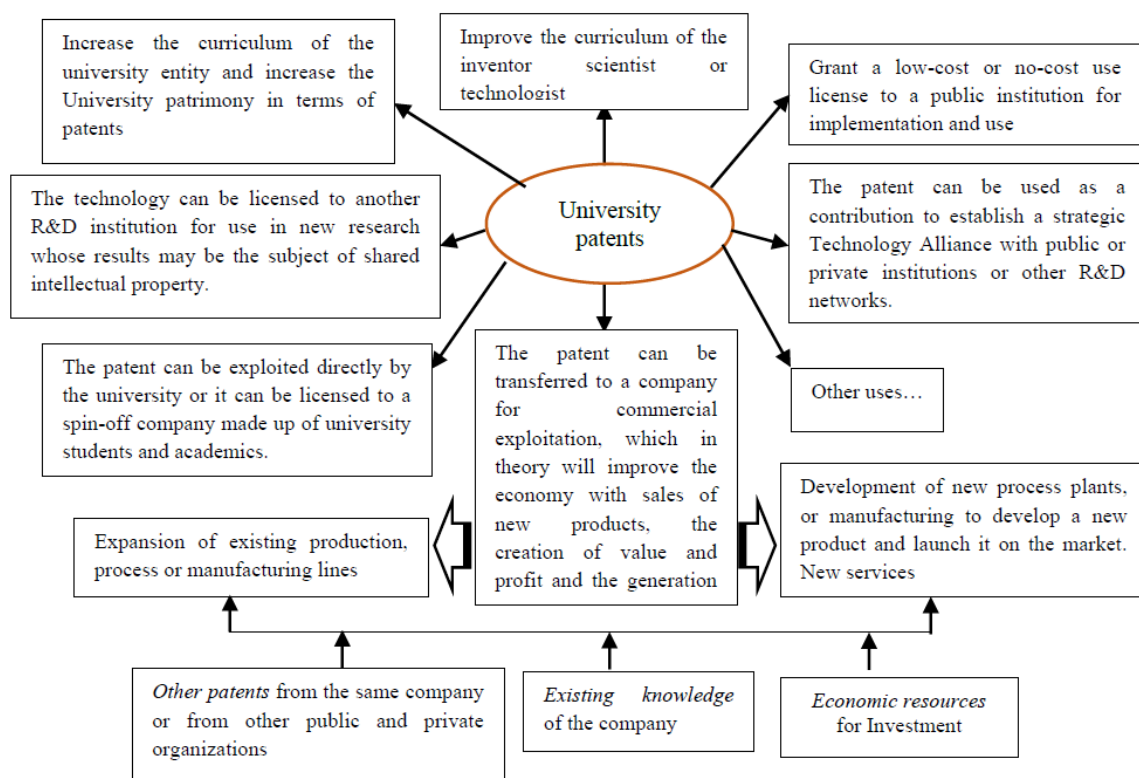 Increase the curriculum of the
university entity and increase the
University patrimony in terms of
patents
Improve the curriculum of the
inventor scientist or
technologist
Grant a low-cost or no-cost use
license to a public institution for
implementation and use
The technology can be licensed to another
R&D institution for use in new research
whose results may be the subject of shared
intellectual property.
University
patents
The patent can be used as a
contribution to establish a strategic
Technology Alliance with public or
private institutions or other R&D
networks.
The patent can be exploited directly by
the university or it can be licensed to a
spin-off company made up of university
students and academics.
The patent can be
transferred to a company
for commercial
exploitation, which in
theory will improve the
economy with sales of
new products, the
creation of value and
profit and the generation
Other uses…
Expansion of existing production,
process or manufacturing lines
Development of new process plants,
or manufacturing to develop a new
product and launch it on the market.
New services
Other patents from the same company
or from other public and private
organizations
Existing knowledge
of the company
Economic resources
for Investment